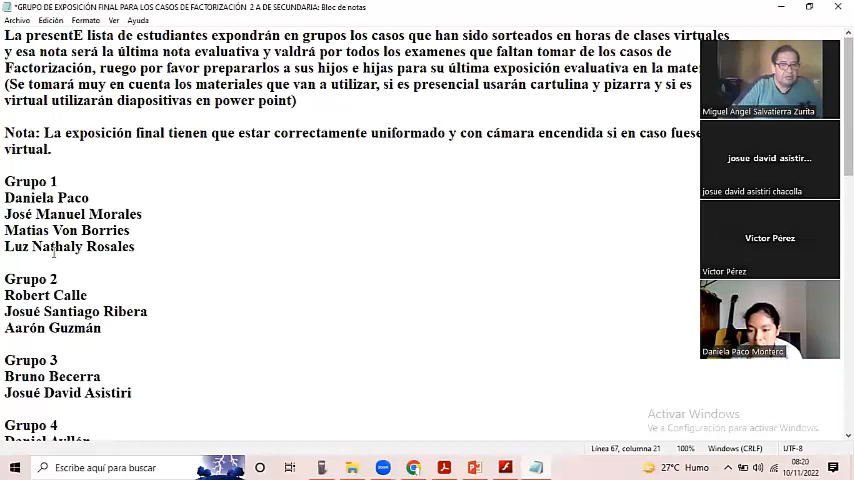 *GRUPO DE EXPOSICIÓN FINAL PARA LOS CASOS DE FACTORIZACIÓN 2 A DE SECUNDARIA: Bloc de notas
Archivo Edición Formato Ver Ayuda
La presentE lista de estudiantes expondrán en grupos los casos que han sido sorteados en horas de clases virtuales
y esa nota será la última nota evaluativa y valdrá por todos los examenes que faltan tomar de los casos de
Factorización, ruego por favor prepararlos a sus hijos e hijas para su última exposición evaluativa en la mate
(Se tomará muy en cuenta los materiales que van a utilizar, si es presencial usarán cartulina y pizarra y si es
virtual utilizarán diapositivas en power point)
Nota: La exposición final tienen que estar correctamente uniformado y con cámara encendida si en caso fuese
virtual.
Grupo 1
Daniela Paco
José Manuel Morales
Matias Von Borries
Luz Nathaly Rosales
Grupo 2
Robert Calle
Josué Santiago Ribera
Aarón Guzmán
Grupo 3
Bruno Becerra
Josué David Asistiri
Grupo 4
Daniel Ayllón
Miguel Angel Salvatierra Zurita
josue david asistir...
josue david asistiri chacolla
Victor Pérez
Victor Pérez
Daniela Paco Montero
Activar Windows
Ve a Configuración para activar Windows.
Línea 67, columna 21 100% Windows (CRLF) UTF-8
Escribe aquí para buscar
27°C Humo
08:20
10/11/2022